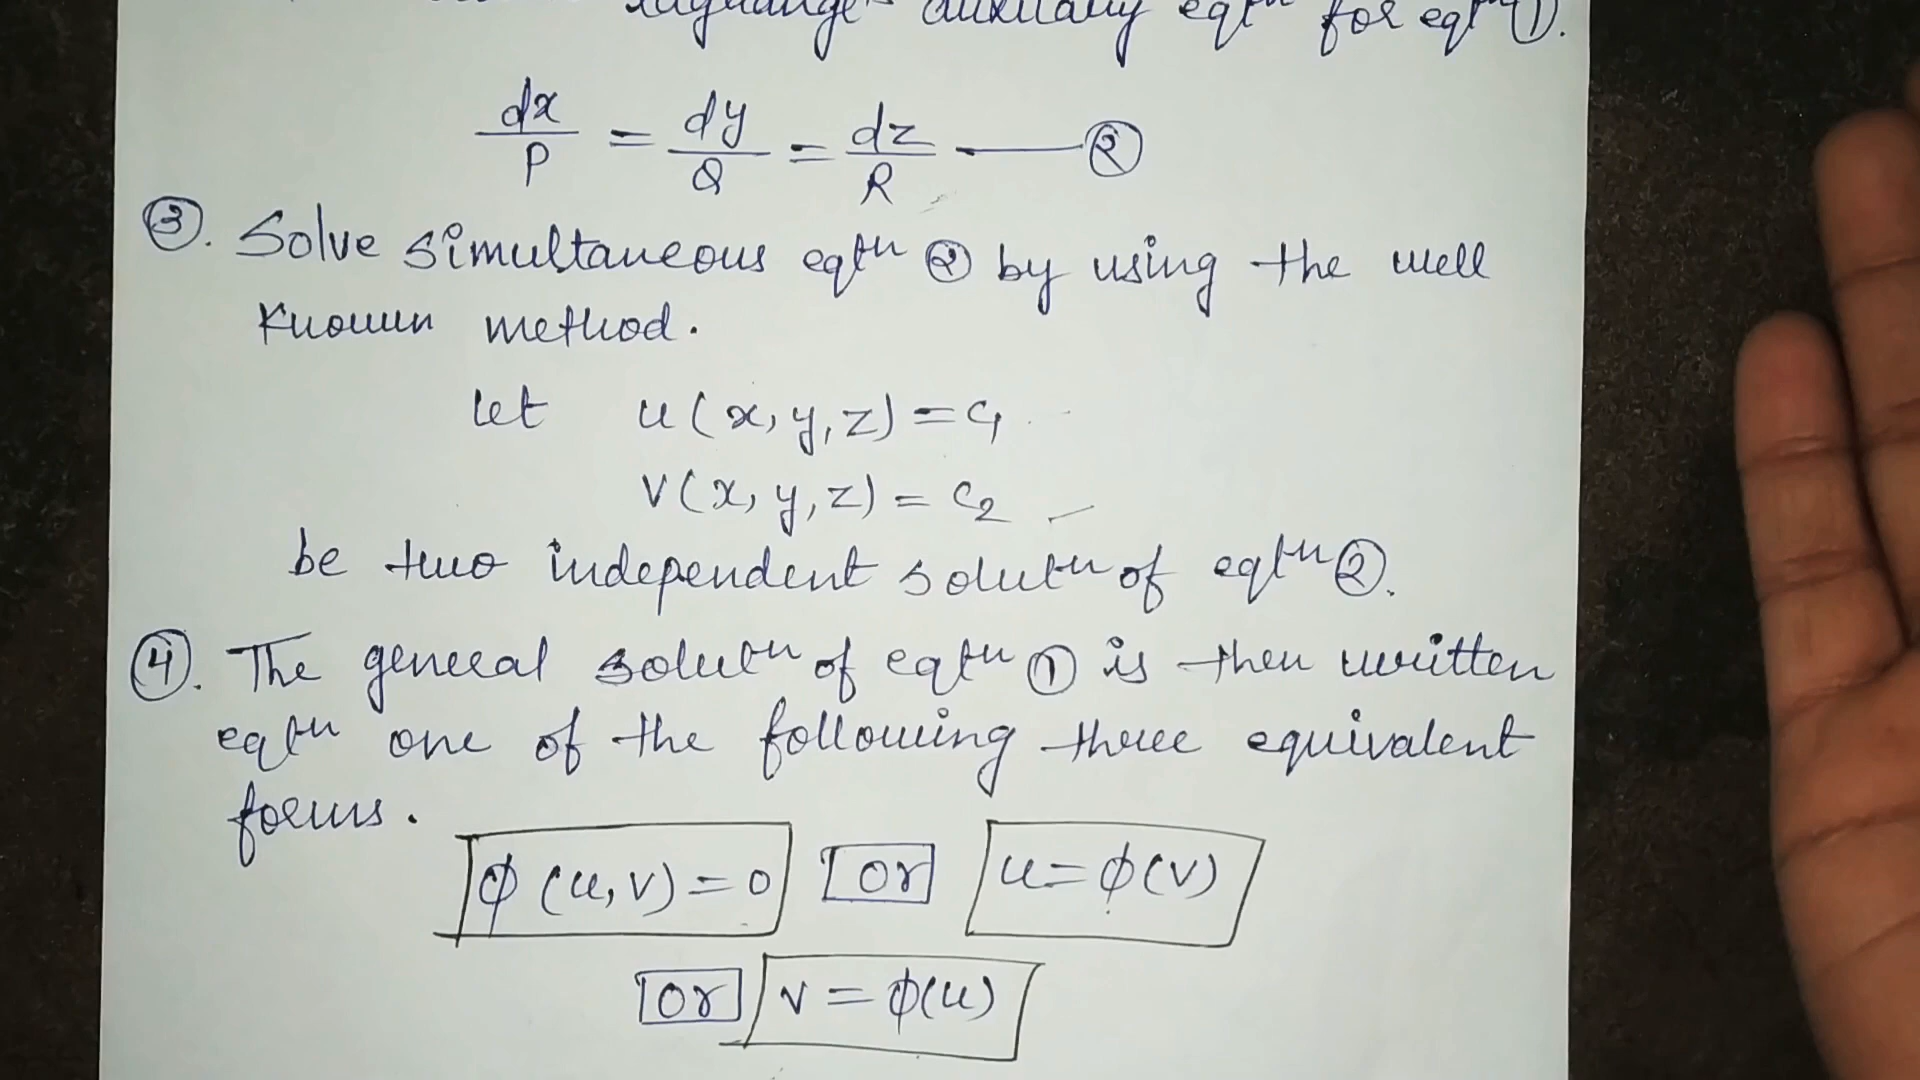 Lagrange's auxilary eqtn for eqtn ①.
dx/P = dy/Q = dz/R —— ②
③. Solve simultaneous eqtn ② by using the well
known method.
let u(x, y, z) = c₁
v(x, y, z) = c₂
be two independent solutn of eqtn ②.
④. The general solutn of eqtn ① is then written
eqtn one of the following three equivalent
forms.
ϕ (u, v) = 0 or u = ϕ(v)
or v = ϕ(u)